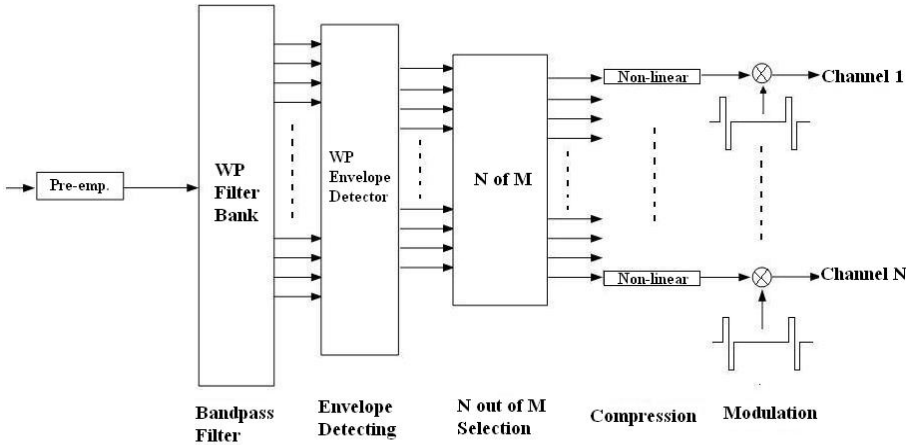 Pre-emp.
WP
Filter
Bank
WP
Envelope
Detector
N of M
Non-linear
Channel 1
Non-linear
Channel N
Bandpass
Filter
Envelope
Detecting
N out of M
Selection
Compression
Modulation